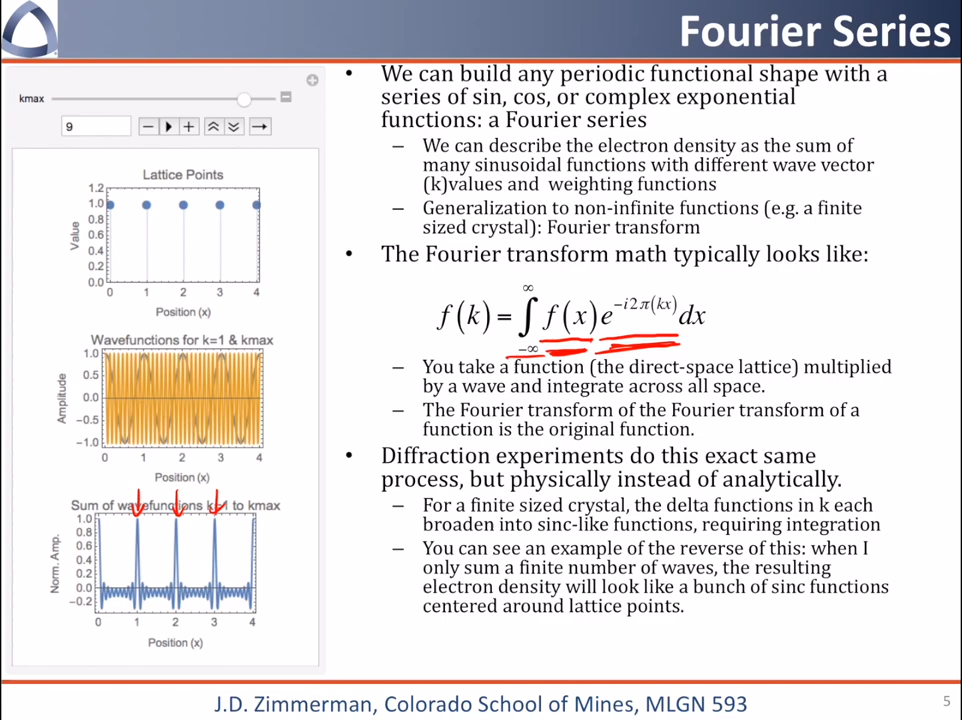 Fourier Series
kmax
9
Lattice Points
1.2
1.0
0.8
0.6
0.4
0.2
0.0
Value
0 1 2 3 4
Position (x)
Wavefunctions for k=1 & kmax
1.0
0.5
0.0
−0.5
−1.0
Amplitude
0 1 2 3 4
Position (x)
Sum of wavefunctions k=1 to kmax
1.0
0.8
0.6
0.4
0.2
0.0
−0.2
Norm. Amp.
0 1 2 3 4
Position (x)
• We can build any periodic functional shape with a
series of sin, cos, or complex exponential
functions: a Fourier series
– We can describe the electron density as the sum of
many sinusoidal functions with different wave vector
(k)values and weighting functions
– Generalization to non-infinite functions (e.g. a finite
sized crystal): Fourier transform
• The Fourier transform math typically looks like:
f(k) = ∫_{−∞}^{∞} f(x) e^{−i2π(kx)} dx
– You take a function (the direct-space lattice) multiplied
by a wave and integrate across all space.
– The Fourier transform of the Fourier transform of a
function is the original function.
• Diffraction experiments do this exact same
process, but physically instead of analytically.
– For a finite sized crystal, the delta functions in k each
broaden into sinc-like functions, requiring integration
– You can see an example of the reverse of this: when I
only sum a finite number of waves, the resulting
electron density will look like a bunch of sinc functions
centered around lattice points.
J.D. Zimmerman, Colorado School of Mines, MLGN 593
5